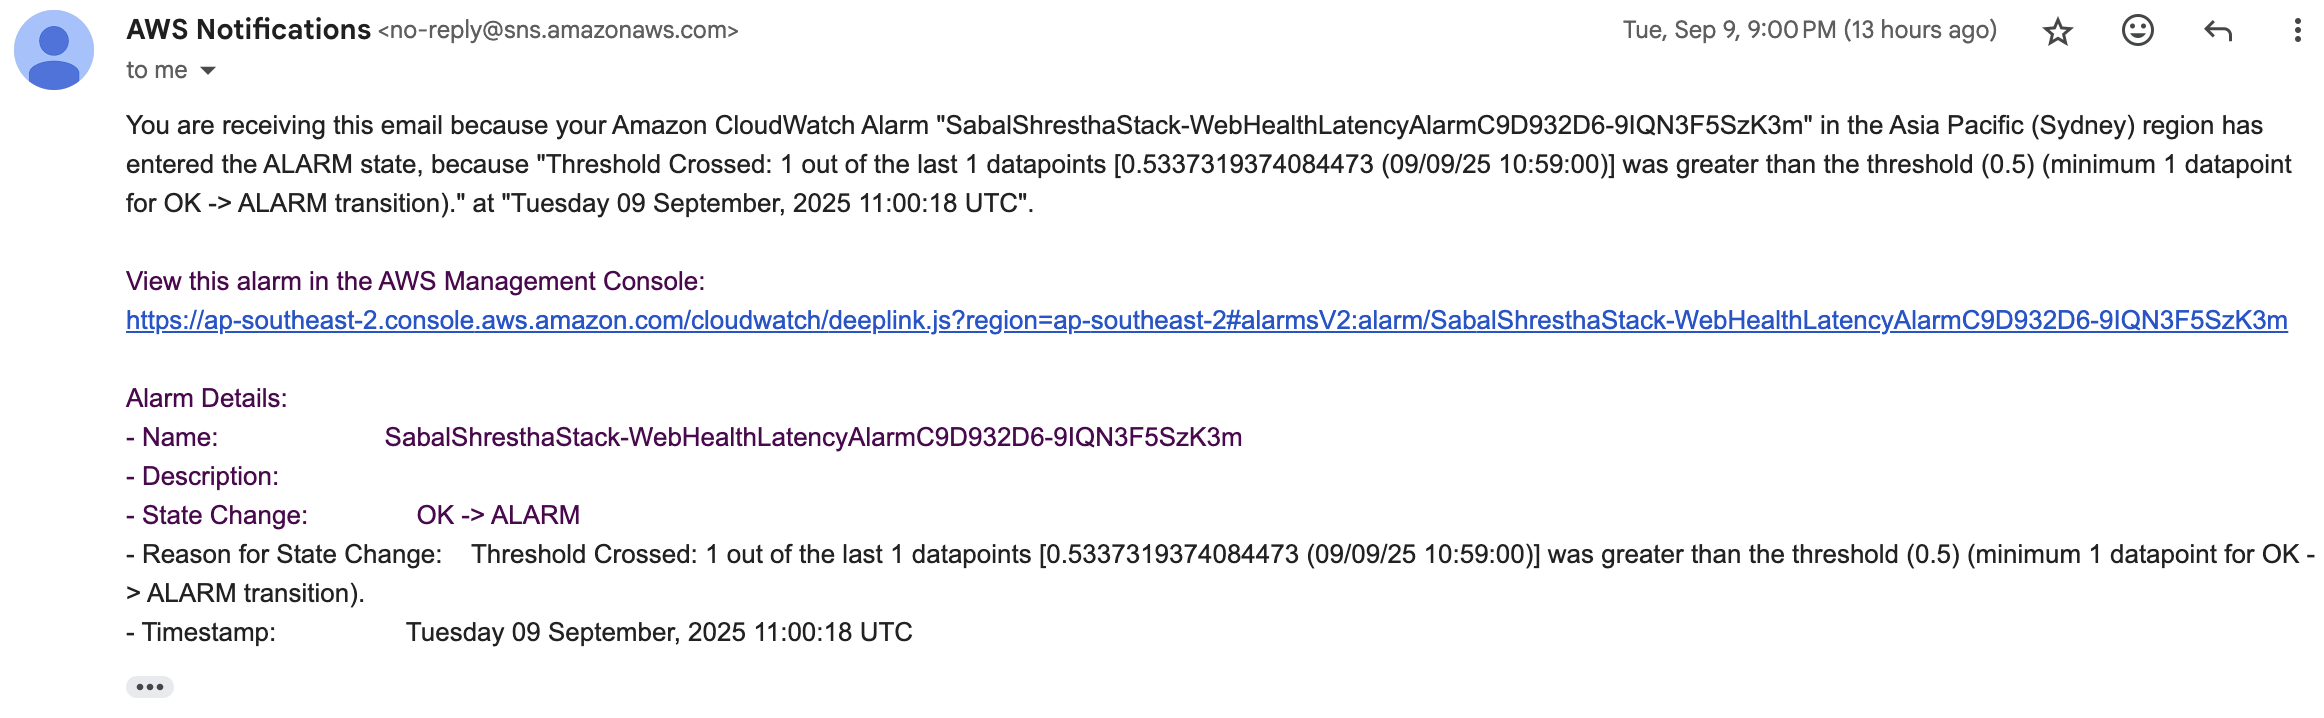 AWS Notifications <no-reply@sns.amazonaws.com> Tue, Sep 9, 9:00 PM (13 hours ago)
to me
You are receiving this email because your Amazon CloudWatch Alarm "SabalShresthaStack-WebHealthLatencyAlarmC9D932D6-9IQN3F5SzK3m" in the Asia Pacific (Sydney) region has
entered the ALARM state, because "Threshold Crossed: 1 out of the last 1 datapoints [0.5337319374084473 (09/09/25 10:59:00)] was greater than the threshold (0.5) (minimum 1 datapoint
for OK -> ALARM transition)." at "Tuesday 09 September, 2025 11:00:18 UTC".
View this alarm in the AWS Management Console:
https://ap-southeast-2.console.aws.amazon.com/cloudwatch/deeplink.js?region=ap-southeast-2#alarmsV2:alarm/SabalShresthaStack-WebHealthLatencyAlarmC9D932D6-9IQN3F5SzK3m
Alarm Details:
- Name: SabalShresthaStack-WebHealthLatencyAlarmC9D932D6-9IQN3F5SzK3m
- Description:
- State Change: OK -> ALARM
- Reason for State Change: Threshold Crossed: 1 out of the last 1 datapoints [0.5337319374084473 (09/09/25 10:59:00)] was greater than the threshold (0.5) (minimum 1 datapoint for OK -
> ALARM transition).
- Timestamp: Tuesday 09 September, 2025 11:00:18 UTC